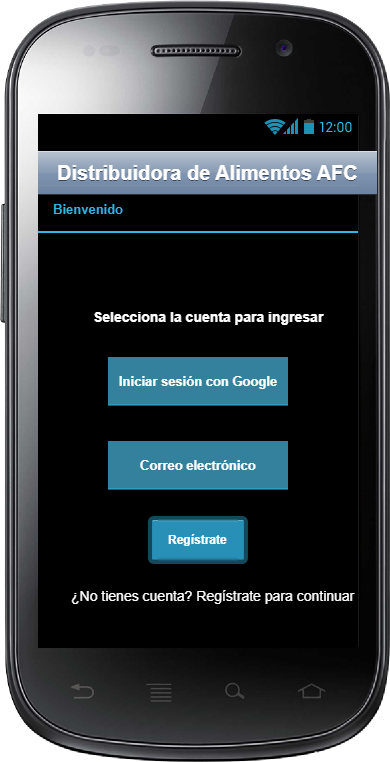 12:00
Distribuidora de Alimentos AFC
Bienvenido
Selecciona la cuenta para ingresar
Iniciar sesión con Google
Correo electrónico
Regístrate
¿No tienes cuenta? Regístrate para continuar